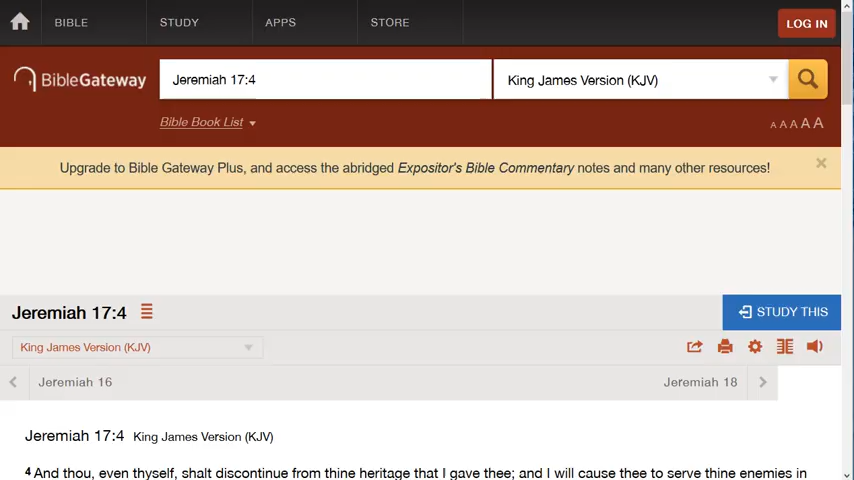 BIBLE STUDY APPS STORE LOG IN
BibleGateway Jeremiah 17:4 King James Version (KJV)
Bible Book List A A A A A
Upgrade to Bible Gateway Plus, and access the abridged Expositor's Bible Commentary notes and many other resources! ×
Jeremiah 17:4 STUDY THIS
King James Version (KJV)
Jeremiah 16 Jeremiah 18
Jeremiah 17:4 King James Version (KJV)
4 And thou, even thyself, shalt discontinue from thine heritage that I gave thee; and I will cause thee to serve thine enemies in